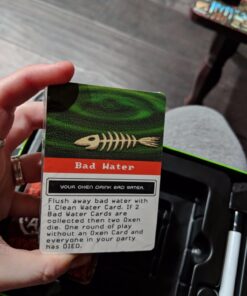 Bad Water
YOUR OXEN DRINK BAD WATER.
Flush away bad water with
1 Clean Water Card. If 2
Bad Water Cards are
collected then two Oxen
die. One round of play
without an Oxen Card and
everyone in your party
has DIED.